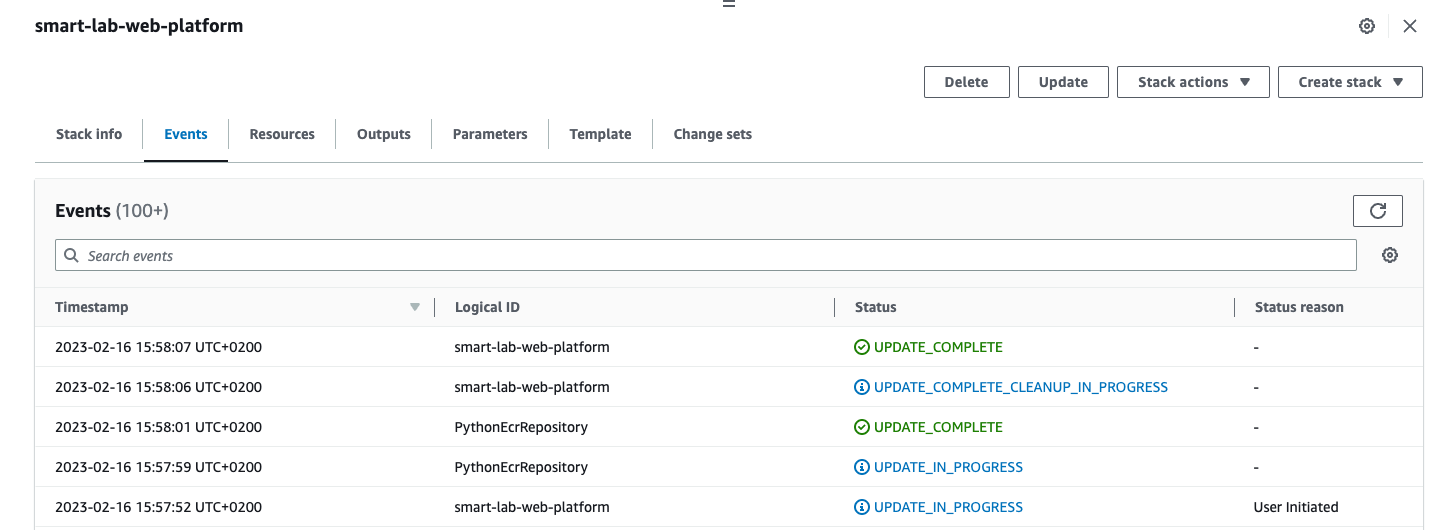 smart-lab-web-platform
Delete Update Stack actions Create stack
Stack info Events Resources Outputs Parameters Template Change sets
Events (100+)
Search events
Timestamp Logical ID Status Status reason
2023-02-16 15:58:07 UTC+0200 smart-lab-web-platform UPDATE_COMPLETE -
2023-02-16 15:58:06 UTC+0200 smart-lab-web-platform UPDATE_COMPLETE_CLEANUP_IN_PROGRESS -
2023-02-16 15:58:01 UTC+0200 PythonEcrRepository UPDATE_COMPLETE -
2023-02-16 15:57:59 UTC+0200 PythonEcrRepository UPDATE_IN_PROGRESS -
2023-02-16 15:57:52 UTC+0200 smart-lab-web-platform UPDATE_IN_PROGRESS User Initiated